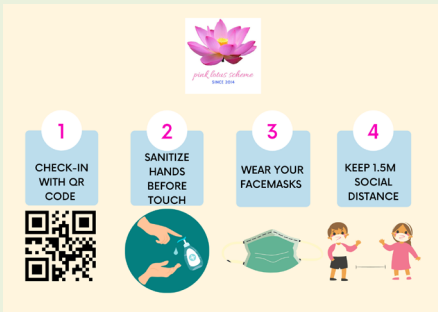 pink lotus scheme
SINCE 2014
1
CHECK-IN
WITH QR
CODE
2
SANITIZE
HANDS
BEFORE
TOUCH
3
WEAR YOUR
FACEMASKS
4
KEEP 1.5M
SOCIAL
DISTANCE